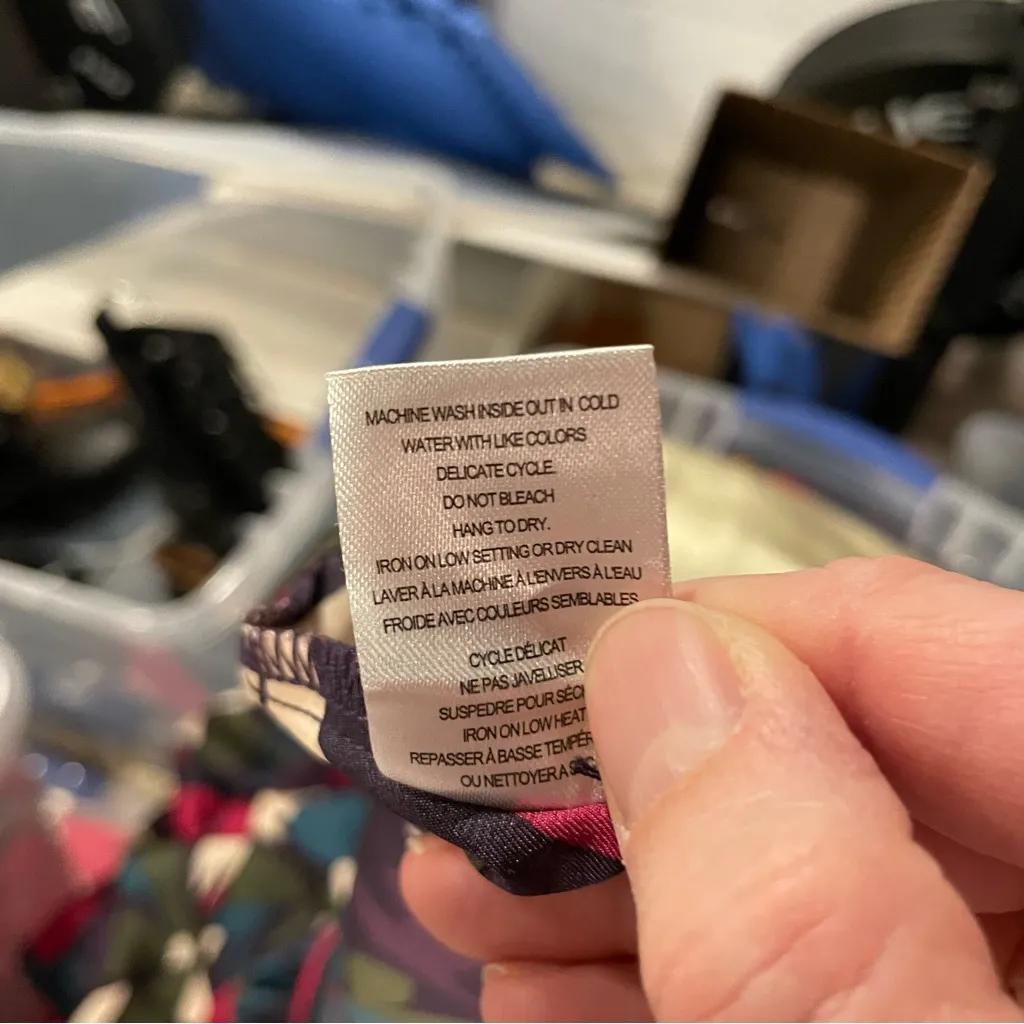 MACHINE WASH INSIDE OUT IN COLD
WATER WITH LIKE COLORS
DELICATE CYCLE.
DO NOT BLEACH
HANG TO DRY.
IRON ON LOW SETTING OR DRY CLEAN
LAVER À LA MACHINE À L'ENVERS À L'EAU
FROIDE AVEC COULEURS SEMBLABLES
CYCLE DÉLICAT
NE PAS JAVELLISER
SUSPEDRE POUR
IRON ON LOW HEAT
REPASSER À BASSE
OU NETTOYER À